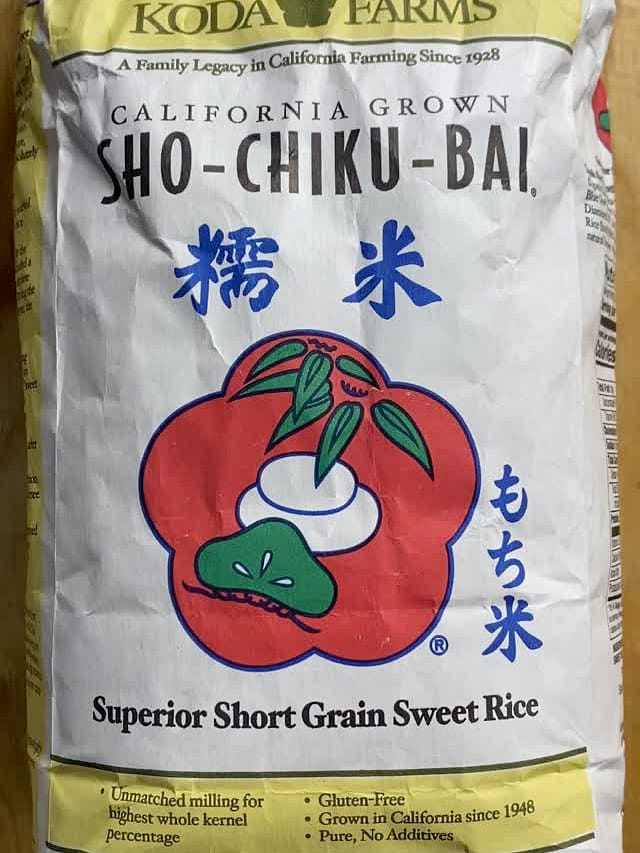 KODA FARMS
A Family Legacy in California Farming Since 1928
CALIFORNIA GROWN
SHO-CHIKU-BAI®
糯米
もち米
®
Superior Short Grain Sweet Rice
• Unmatched milling for
highest whole kernel
percentage
• Gluten-Free
• Grown in California since 1948
• Pure, No Additives
Calories